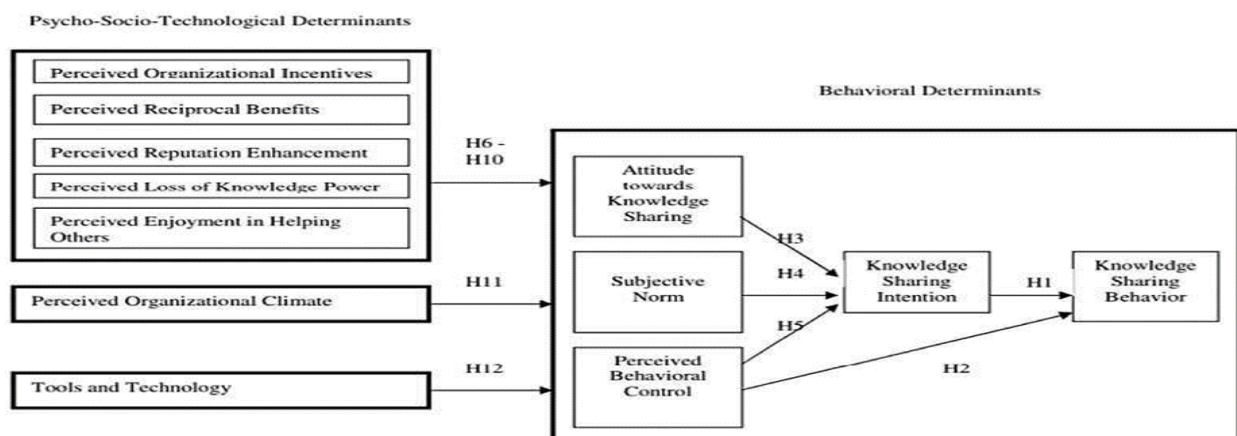 Psycho-Socio-Technological Determinants
Perceived Organizational Incentives
Perceived Reciprocal Benefits
Perceived Reputation Enhancement
Perceived Loss of Knowledge Power
Perceived Enjoyment in Helping
Others
Perceived Organizational Climate
Tools and Technology
H6 -
H10
H11
H12
Behavioral Determinants
Attitude
towards
Knowledge
Sharing
Subjective
Norm
Perceived
Behavioral
Control
H3
H4
H5
Knowledge
Sharing
Intention
H1
H2
Knowledge
Sharing
Behavior